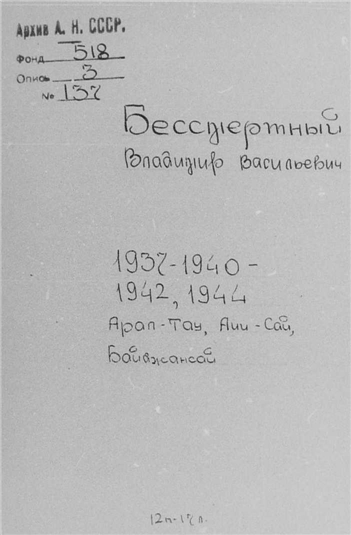 Архив А. Н. СССР.
Фонд 518
Опись 3
№ 137
Бессмертный
Владимир Васильевич
1937-1940-
1942, 1944
Арал-Тау, Аии-Сай,
Байжансай
12п-17л.